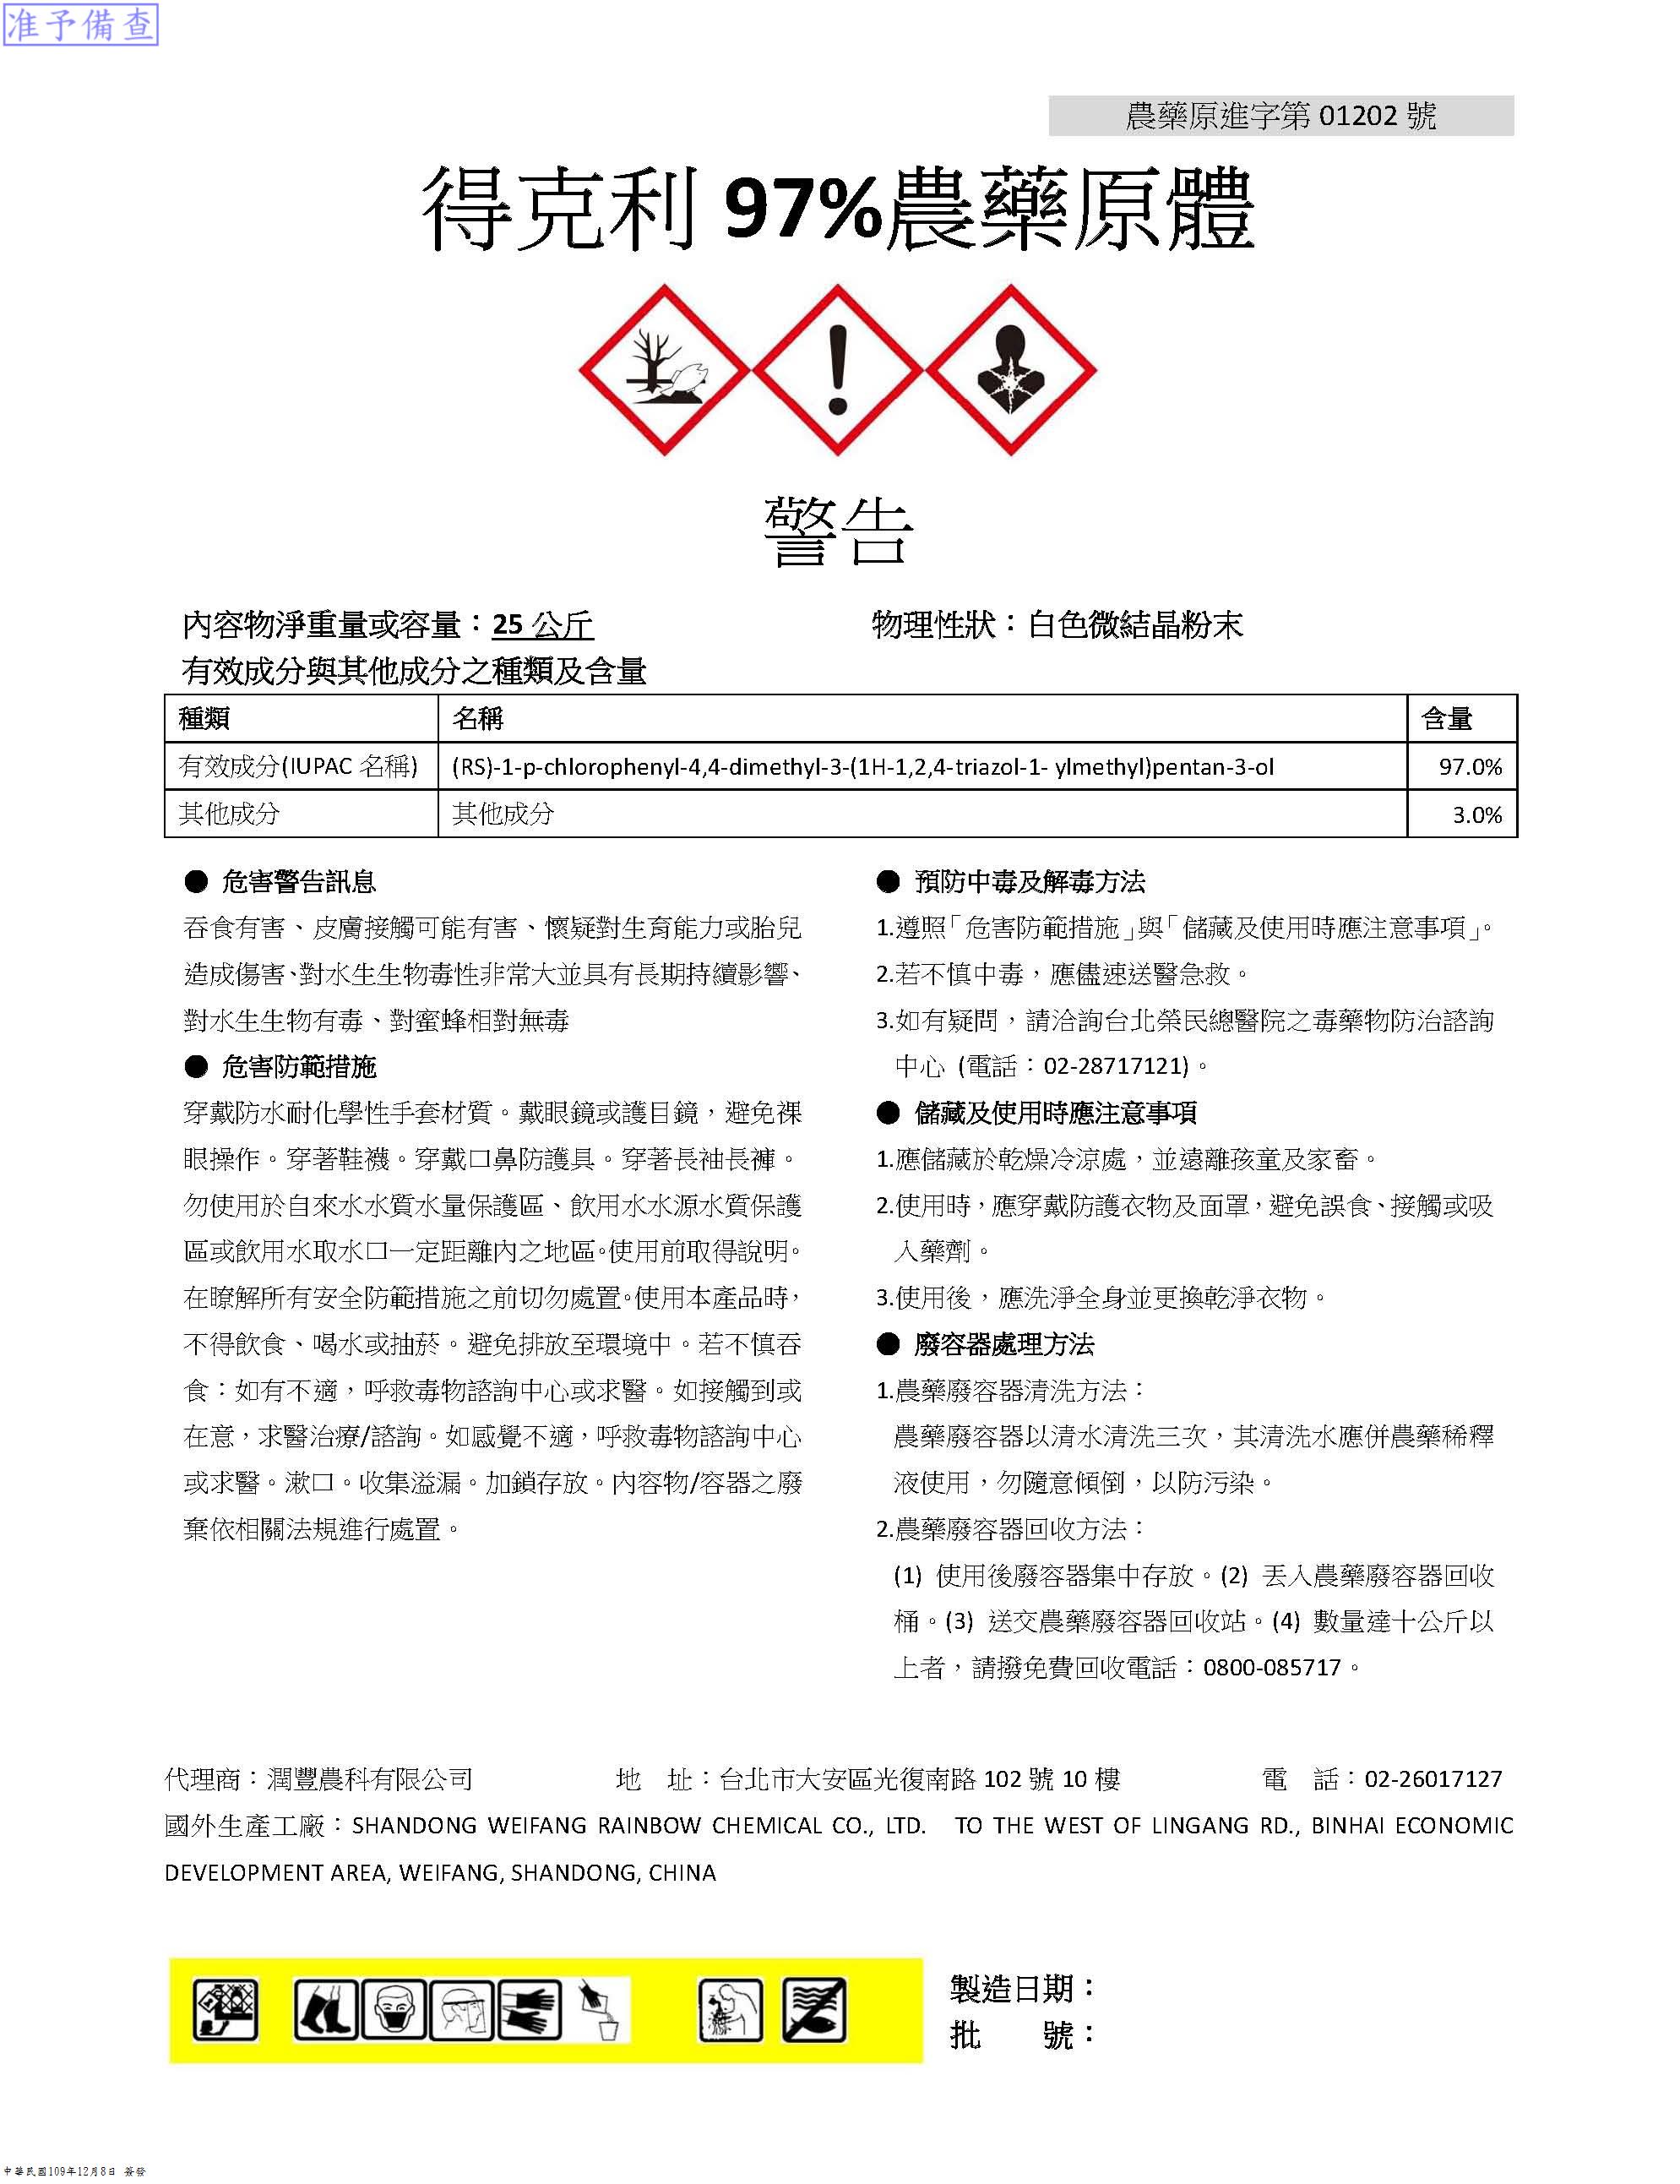 准予備查
農藥原進字第 01202 號
得克利 97%農藥原體
警告
內容物淨重量或容量：25 公斤 物理性狀：白色微結晶粉末
有效成分與其他成分之種類及含量
種類 名稱 含量
有效成分(IUPAC 名稱) (RS)-1-p-chlorophenyl-4,4-dimethyl-3-(1H-1,2,4-triazol-1- ylmethyl)pentan-3-ol 97.0%
其他成分 其他成分 3.0%
● 危害警告訊息
吞食有害、皮膚接觸可能有害、懷疑對生育能力或胎兒
造成傷害、對水生生物毒性非常大並具有長期持續影響、
對水生生物有毒、對蜜蜂相對無毒
● 危害防範措施
穿戴防水耐化學性手套材質。戴眼鏡或護目鏡，避免裸
眼操作。穿著鞋襪。穿戴口鼻防護具。穿著長袖長褲。
勿使用於自來水水質水量保護區、飲用水水源水質保護
區或飲用水取水口一定距離內之地區。使用前取得說明。
在瞭解所有安全防範措施之前切勿處置。使用本產品時，
不得飲食、喝水或抽菸。避免排放至環境中。若不慎吞
食：如有不適，呼救毒物諮詢中心或求醫。如接觸到或
在意，求醫治療/諮詢。如感覺不適，呼救毒物諮詢中心
或求醫。漱口。收集溢漏。加鎖存放。內容物/容器之廢
棄依相關法規進行處置。
● 預防中毒及解毒方法
1.遵照「危害防範措施」與「儲藏及使用時應注意事項」。
2.若不慎中毒，應儘速送醫急救。
3.如有疑問，請洽詢台北榮民總醫院之毒藥物防治諮詢
中心 (電話：02-28717121)。
● 儲藏及使用時應注意事項
1.應儲藏於乾燥冷涼處，並遠離孩童及家畜。
2.使用時，應穿戴防護衣物及面罩，避免誤食、接觸或吸
入藥劑。
3.使用後，應洗淨全身並更換乾淨衣物。
● 廢容器處理方法
1.農藥廢容器清洗方法：
農藥廢容器以清水清洗三次，其清洗水應併農藥稀釋
液使用，勿隨意傾倒，以防污染。
2.農藥廢容器回收方法：
(1) 使用後廢容器集中存放。(2) 丟入農藥廢容器回收
桶。(3) 送交農藥廢容器回收站。(4) 數量達十公斤以
上者，請撥免費回收電話：0800-085717。
代理商：潤豐農科有限公司 地 址：台北市大安區光復南路 102 號 10 樓 電 話：02-26017127
國外生產工廠：SHANDONG WEIFANG RAINBOW CHEMICAL CO., LTD. TO THE WEST OF LINGANG RD., BINHAI ECONOMIC
DEVELOPMENT AREA, WEIFANG, SHANDONG, CHINA
製造日期：
批 號：
中華民國109年12月8日 簽發